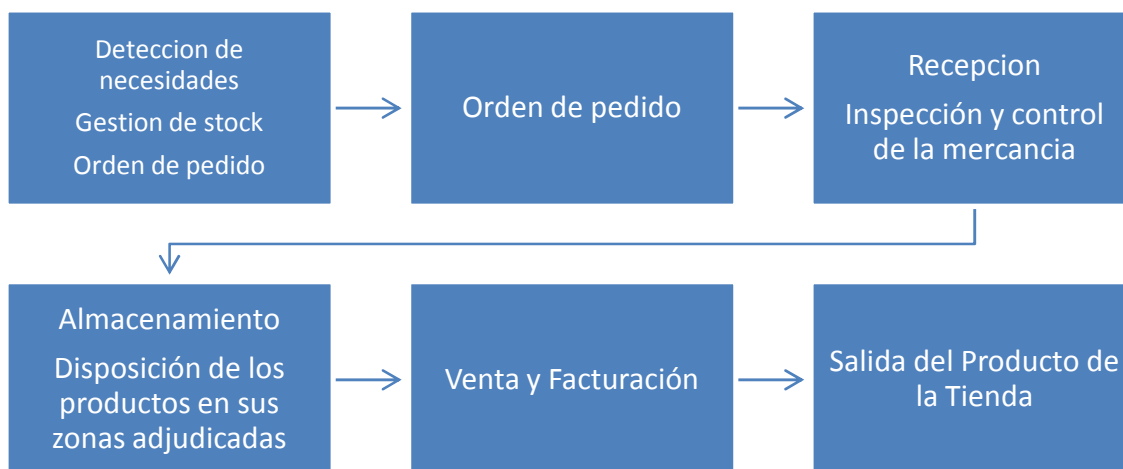 Deteccion de
necesidades
Gestion de stock
Orden de pedido
Orden de pedido
Recepcion
Inspección y control
de la mercancia
Almacenamiento
Disposición de los
productos en sus
zonas adjudicadas
Venta y Facturación
Salida del Producto de
la Tienda